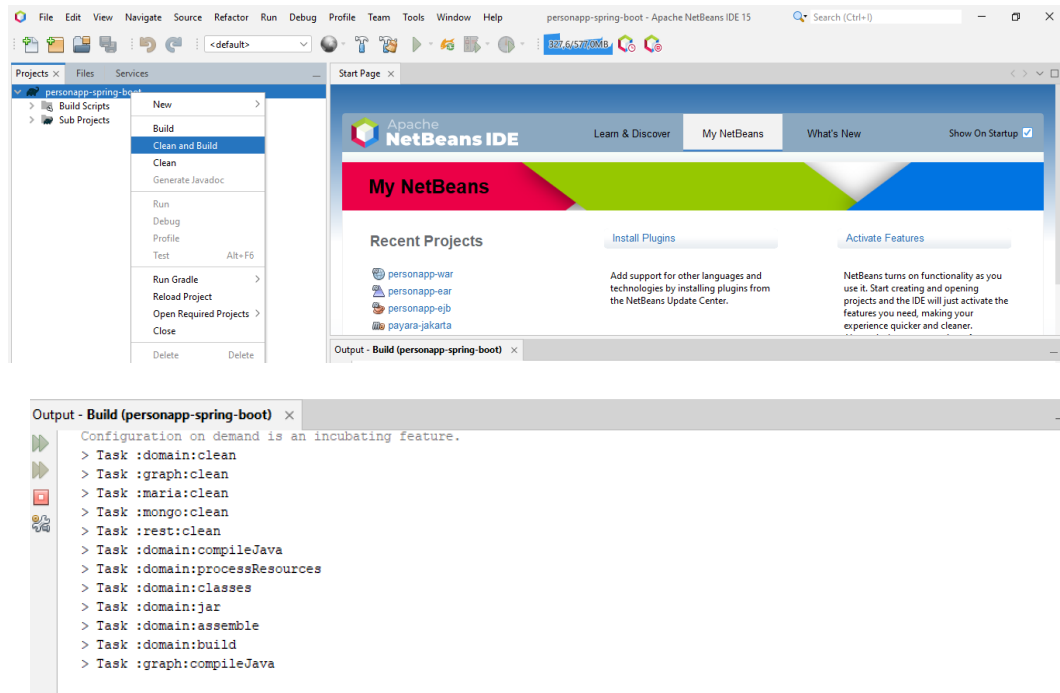 File Edit View Navigate Source Refactor Run Debug Profile Team Tools Window Help personapp-spring-boot - Apache NetBeans IDE 15 Search (Ctrl+I)
<default> 327,6/577,0MB
Projects Files Services Start Page
personapp-spring-boot
Build Scripts
Sub Projects
New
Build
Clean and Build
Clean
Generate Javadoc
Run
Debug
Profile
Test Alt+F6
Run Gradle
Reload Project
Open Required Projects
Close
Delete Delete
Apache
NetBeans IDE
Learn & Discover My NetBeans What's New Show On Startup
My NetBeans
Recent Projects
personapp-war
personapp-ear
personapp-ejb
payara-jakarta
Install Plugins
Add support for other languages and
technologies by installing plugins from
the NetBeans Update Center.
Activate Features
NetBeans turns on functionality as you
use it. Start creating and opening
projects and the IDE will just activate the
features you need, making your
experience quicker and cleaner.
Output - Build (personapp-spring-boot)
Output - Build (personapp-spring-boot)
Configuration on demand is an incubating feature.
> Task :domain:clean
> Task :graph:clean
> Task :maria:clean
> Task :mongo:clean
> Task :rest:clean
> Task :domain:compileJava
> Task :domain:processResources
> Task :domain:classes
> Task :domain:jar
> Task :domain:assemble
> Task :domain:build
> Task :graph:compileJava